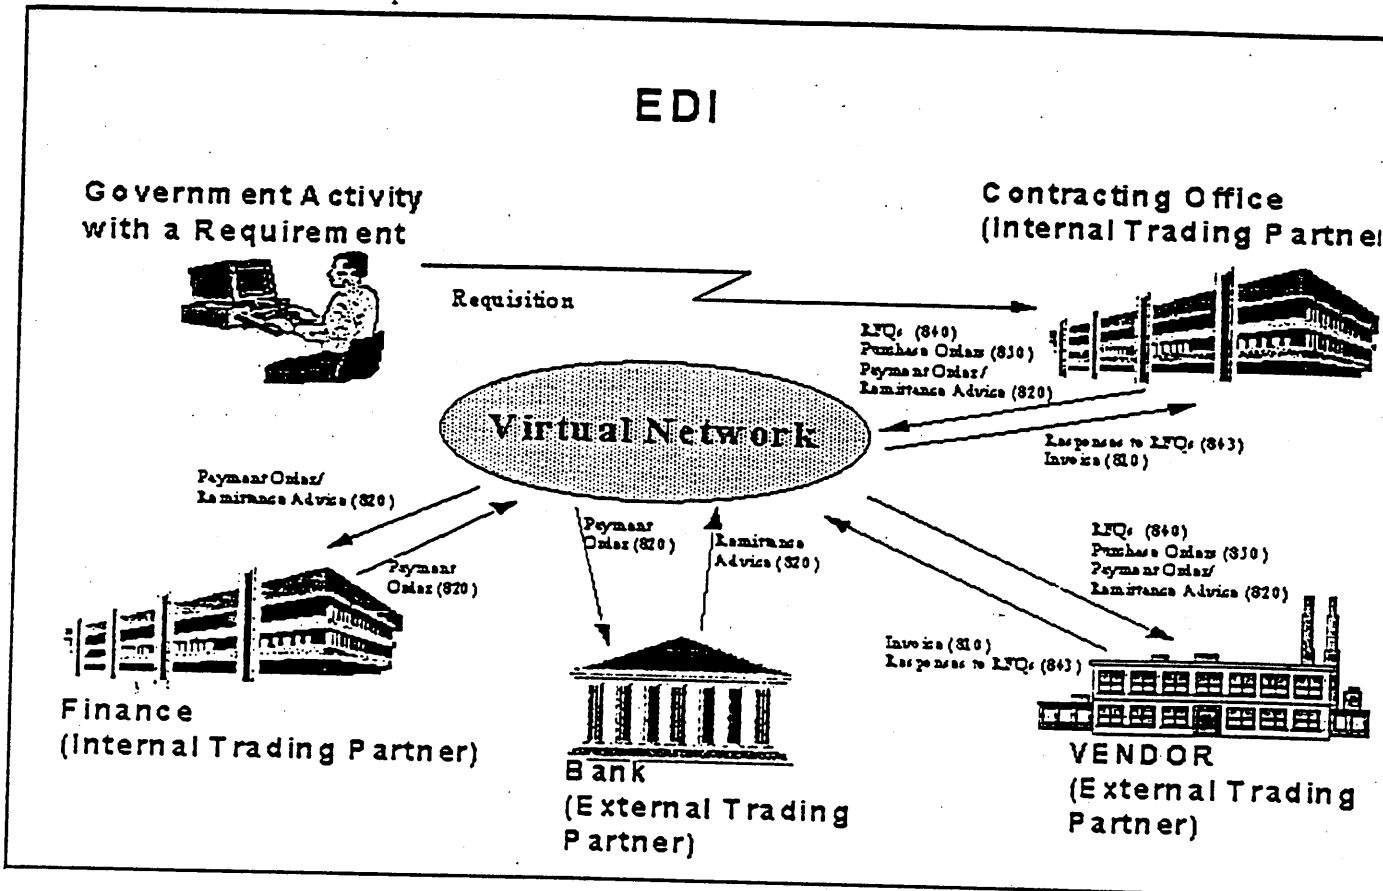 EDI
Government Activity
with a Requirement
Contracting Office
(Internal Trading Partner
Requisition
RFQs (840)
Purchase Orders (850)
Payment Order/
Remittance Advice (820)
Virtual Network
Responses to RFQs (843)
Invoice (810)
Payment Order/
Remittance Advice (820)
Payment
Order (820)
Payment
Order (820)
Remittance
Advice (820)
RFQs (840)
Purchase Orders (850)
Payment Order/
Remittance Advice (820)
Invoice (810)
Responses to RFQs (843)
Finance
(Internal Trading Partner)
Bank
(External Trading
Partner)
VENDOR
(External Trading
Partner)